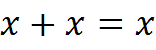 x + x = x